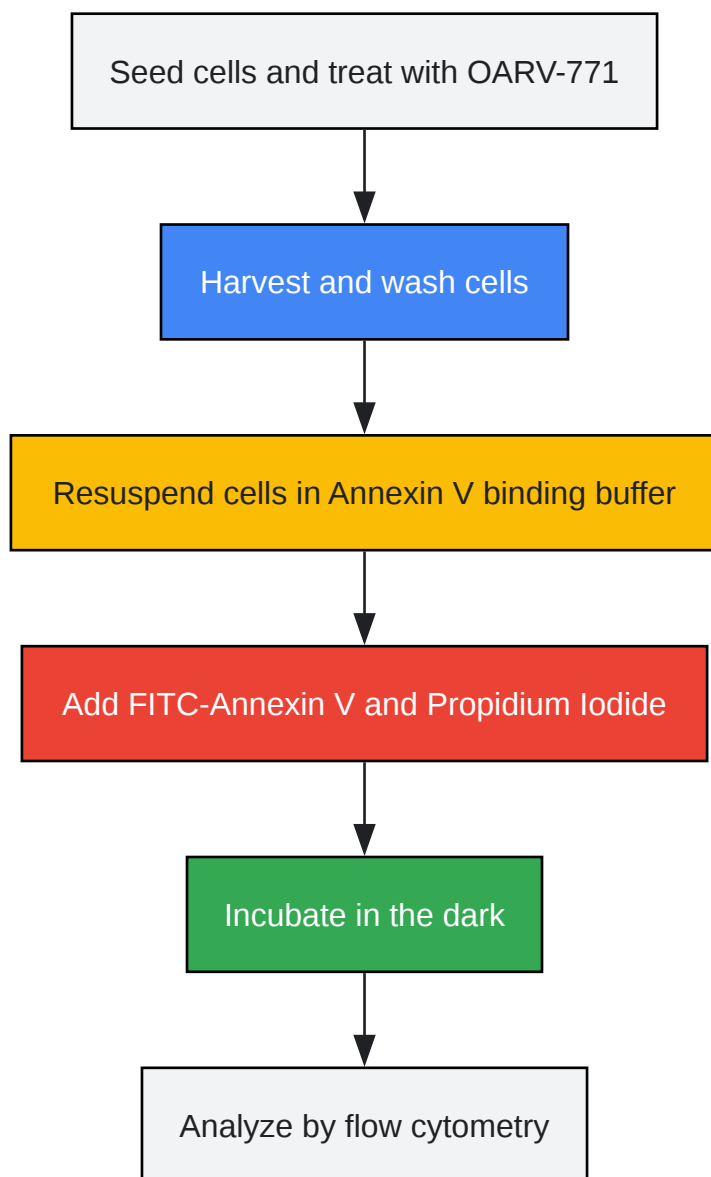 Seed cells and treat with OARV-771
Harvest and wash cells
Resuspend cells in Annexin V binding buffer
Add FITC-Annexin V and Propidium Iodide
Incubate in the dark
Analyze by flow cytometry